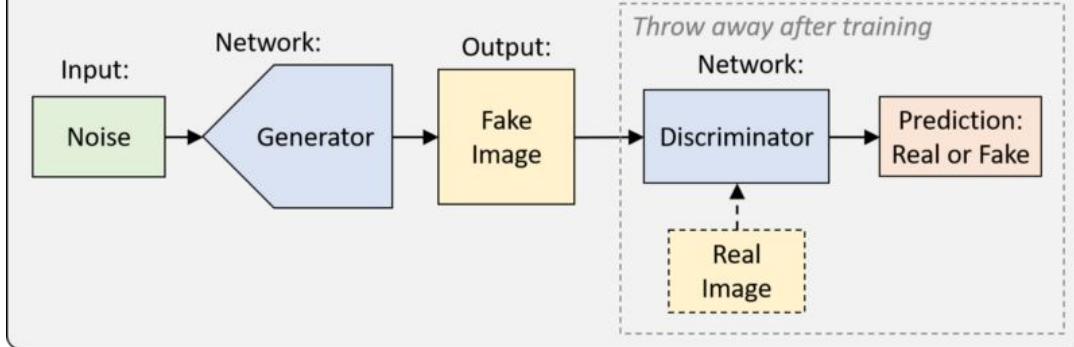 Throw away after training
Network:
Output:
Network:
Input:
Noise
Generator
Fake
Image
Discriminator
Prediction:
Real or Fake
Real
Image